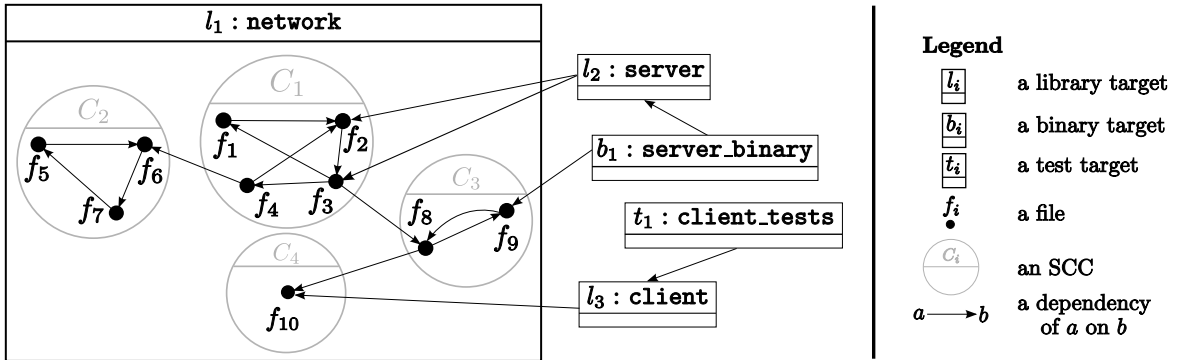 l₁ : network
C₁
C₂
f₁
f₂
f₅
f₆
f₇
f₄
f₃
C₃
f₈
f₉
C₄
f₁₀
l₂ : server
b₁ : server_binary
t₁ : client_tests
l₃ : client
Legend
lᵢ a library target
bᵢ a binary target
tᵢ a test target
fᵢ a file
Cᵢ an SCC
a b a dependency
of a on b